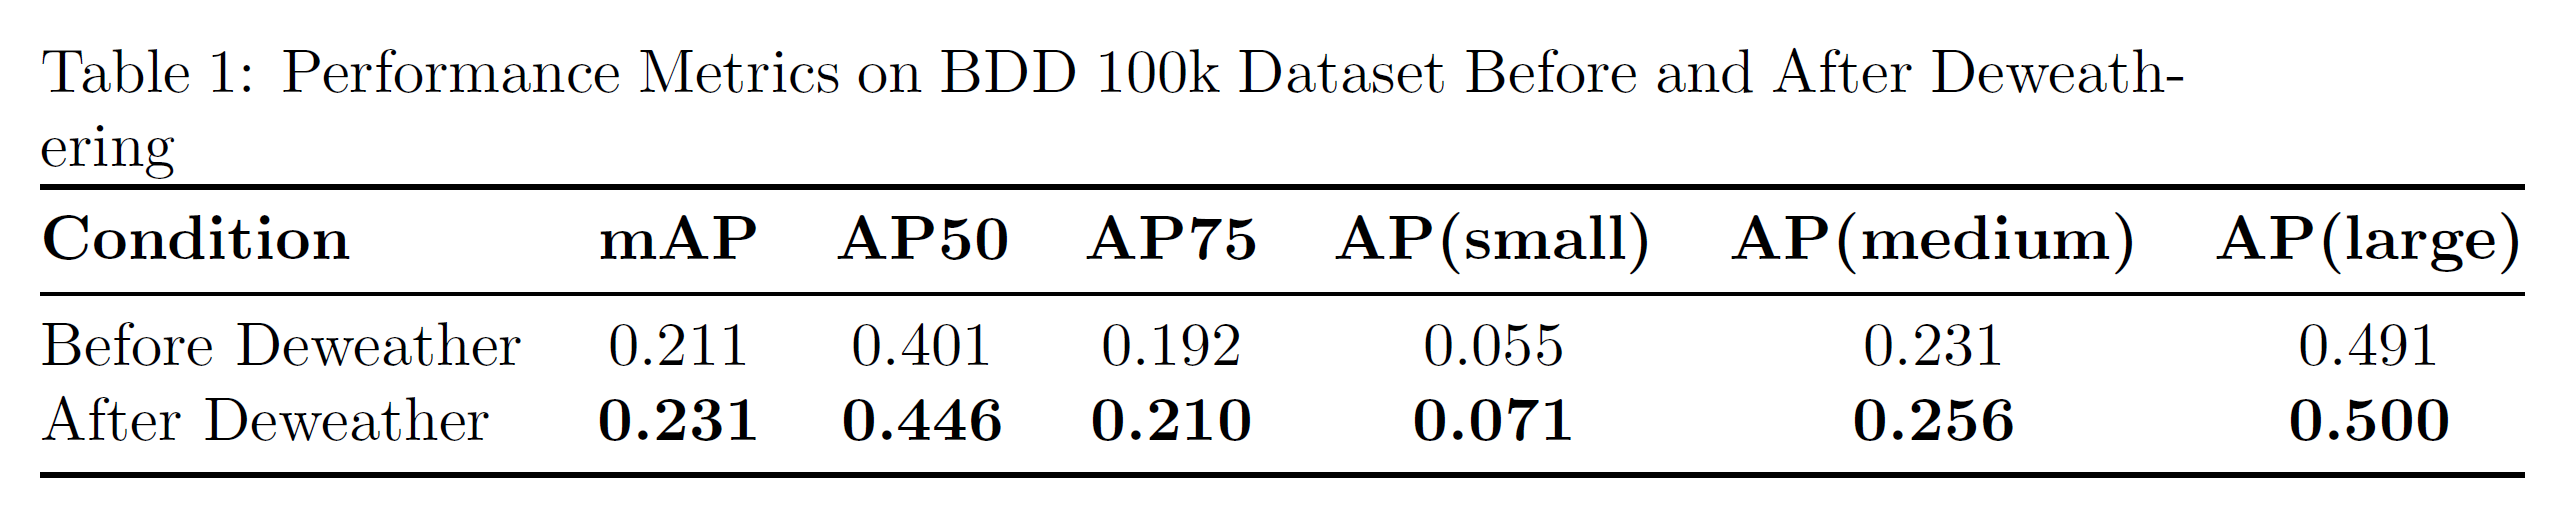 Table 1: Performance Metrics on BDD 100k Dataset Before and After Deweath-
ering
Condition mAP AP50 AP75 AP(small) AP(medium) AP(large)
Before Deweather 0.211 0.401 0.192 0.055 0.231 0.491
After Deweather 0.231 0.446 0.210 0.071 0.256 0.500